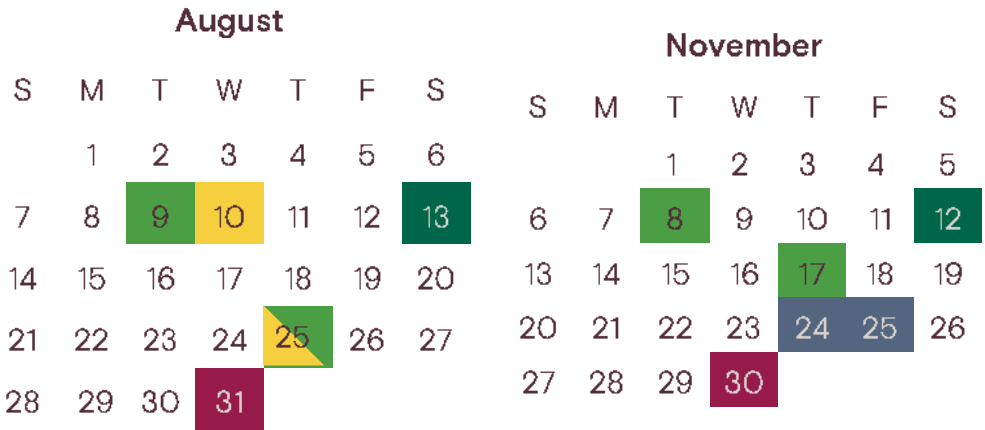 August
S M T W T F S
1 2 3 4 5 6
7 8 9 10 11 12 13
14 15 16 17 18 19 20
21 22 23 24 25 26 27
28 29 30 31
November
S M T W T F S
1 2 3 4 5
6 7 8 9 10 11 12
13 14 15 16 17 18 19
20 21 22 23 24 25 26
27 28 29 30